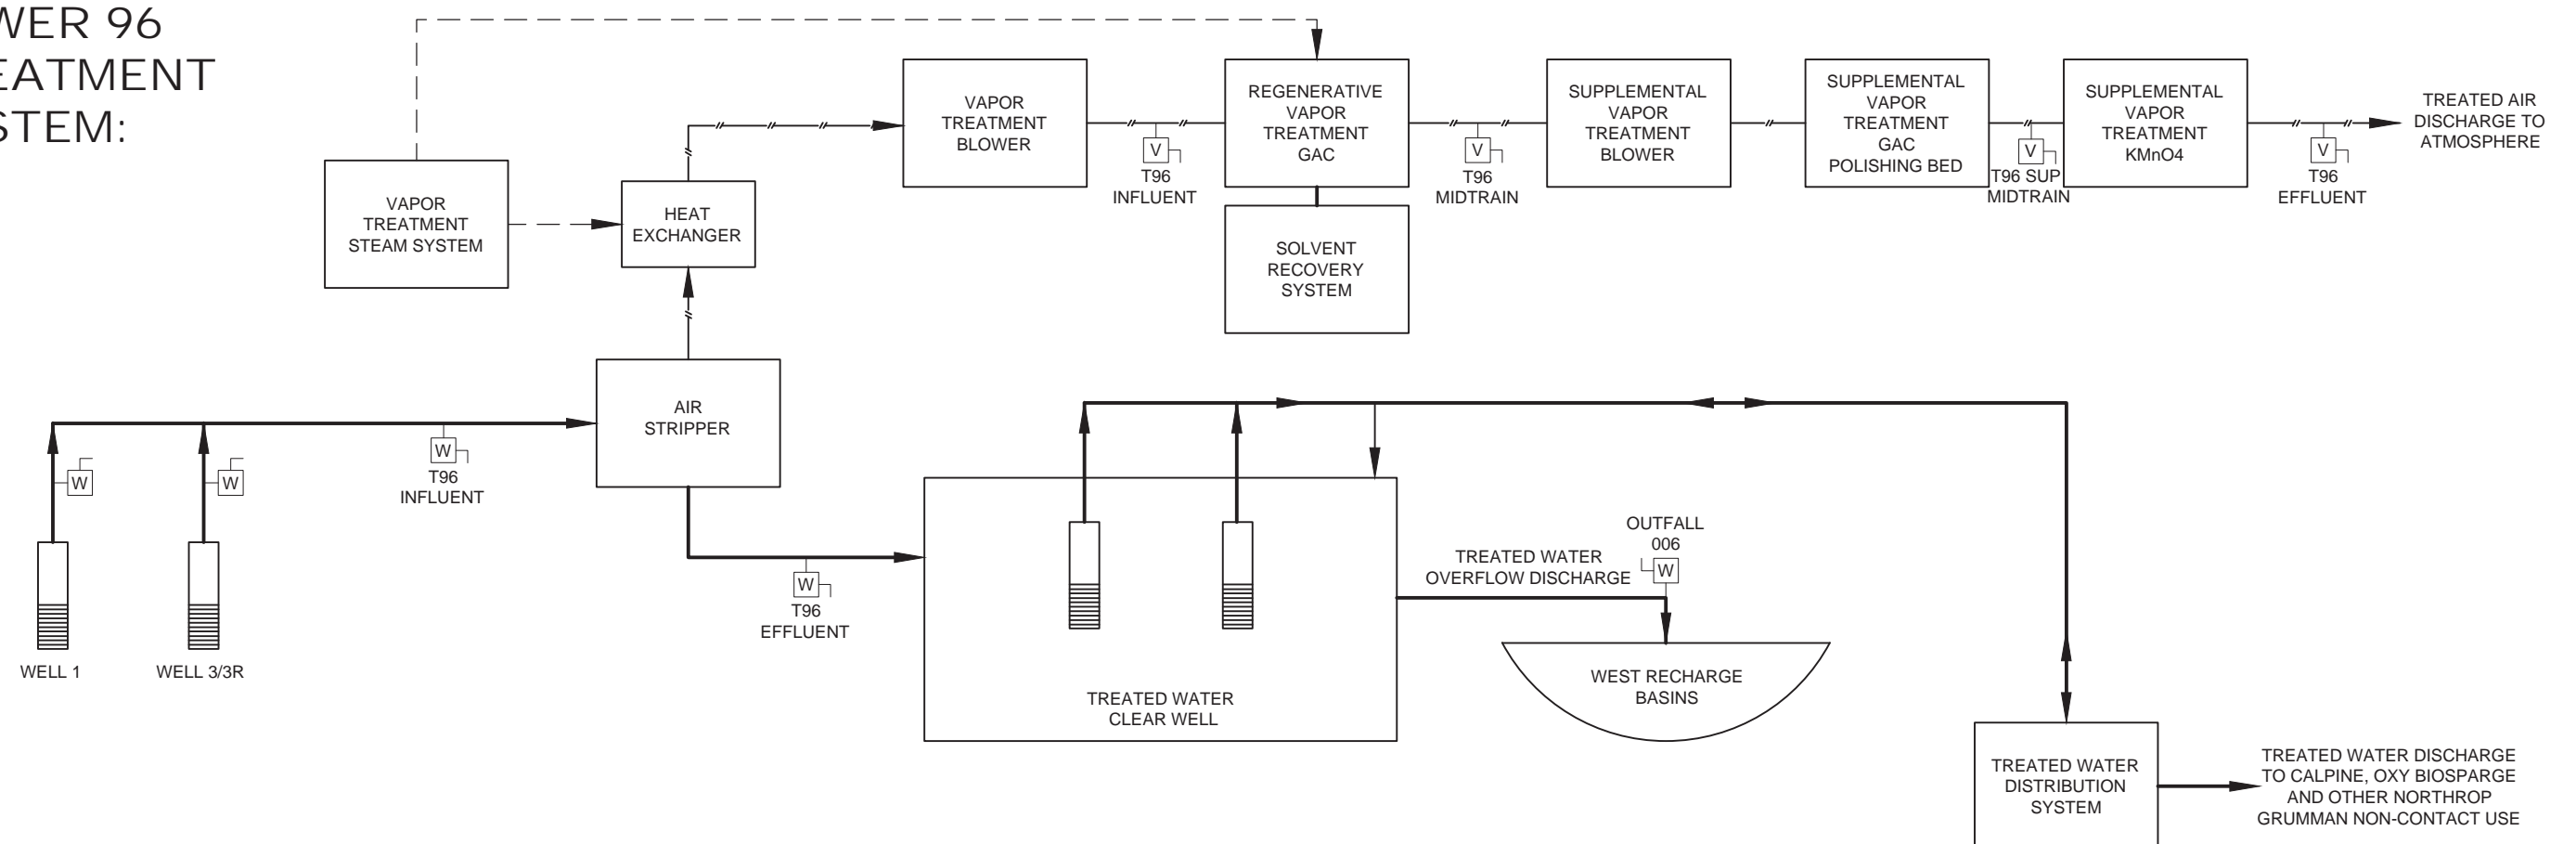 WER 96
EATMENT
STEM:
VAPOR
TREATMENT
STEAM SYSTEM
HEAT
EXCHANGER
VAPOR
TREATMENT
BLOWER
V
T96
INFLUENT
REGENERATIVE
VAPOR
TREATMENT
GAC
V
T96
MIDTRAIN
SUPPLEMENTAL
VAPOR
TREATMENT
BLOWER
SUPPLEMENTAL
VAPOR
TREATMENT
GAC
POLISHING BED
V
T96 SUP
MIDTRAIN
SUPPLEMENTAL
VAPOR
TREATMENT
KMnO4
V
T96
EFFLUENT
TREATED AIR
DISCHARGE TO
ATMOSPHERE
SOLVENT
RECOVERY
SYSTEM
AIR
STRIPPER
W
W
W
T96
INFLUENT
WELL 1
WELL 3/3R
W
T96
EFFLUENT
TREATED WATER
CLEAR WELL
TREATED WATER
OVERFLOW DISCHARGE
OUTFALL
006
W
WEST RECHARGE
BASINS
TREATED WATER
DISTRIBUTION
SYSTEM
TREATED WATER DISCHARGE
TO CALPINE, OXY BIOSPARGE
AND OTHER NORTHROP
GRUMMAN NON-CONTACT USE